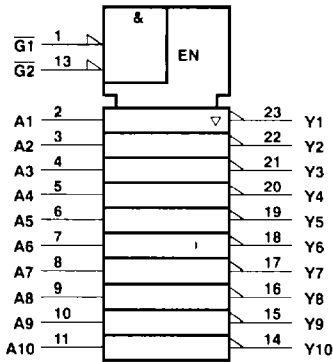 &
G1 1
EN
G2 13
A1 2 ▽ 23 Y1
A2 3 22 Y2
A3 4 21 Y3
A4 5 20 Y4
A5 6 19 Y5
A6 7 18 Y6
A7 8 17 Y7
A8 9 16 Y8
A9 10 15 Y9
A10 11 14 Y10